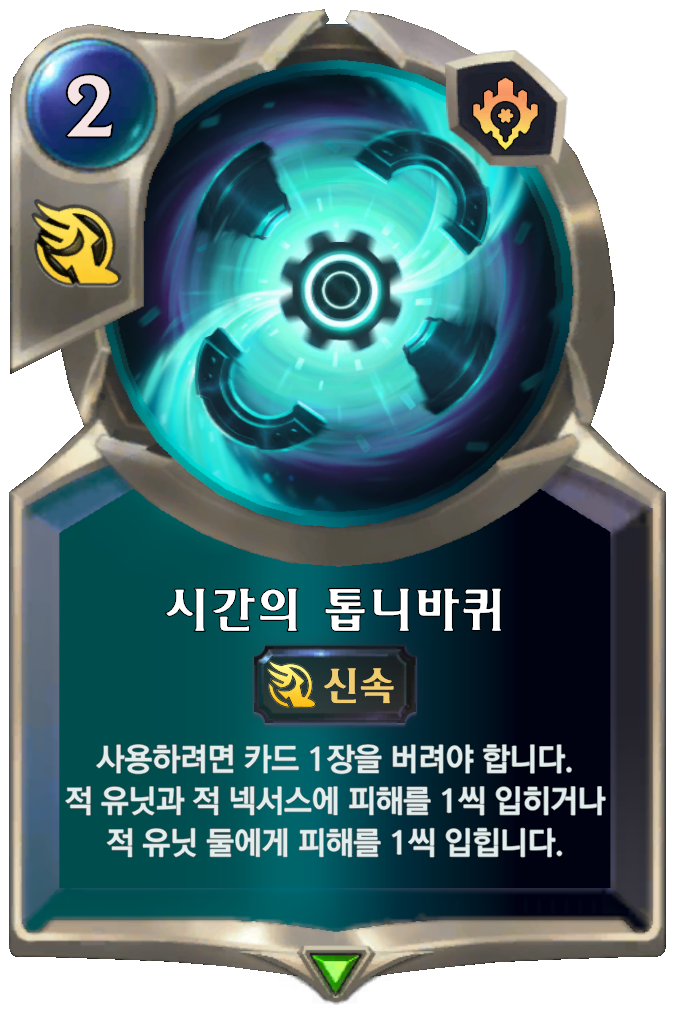 2
시간의 톱니바퀴
신속
사용하려면 카드 1장을 버려야 합니다.
적 유닛과 적 넥서스에 피해를 1씩 입히거나
적 유닛 둘에게 피해를 1씩 입힙니다.